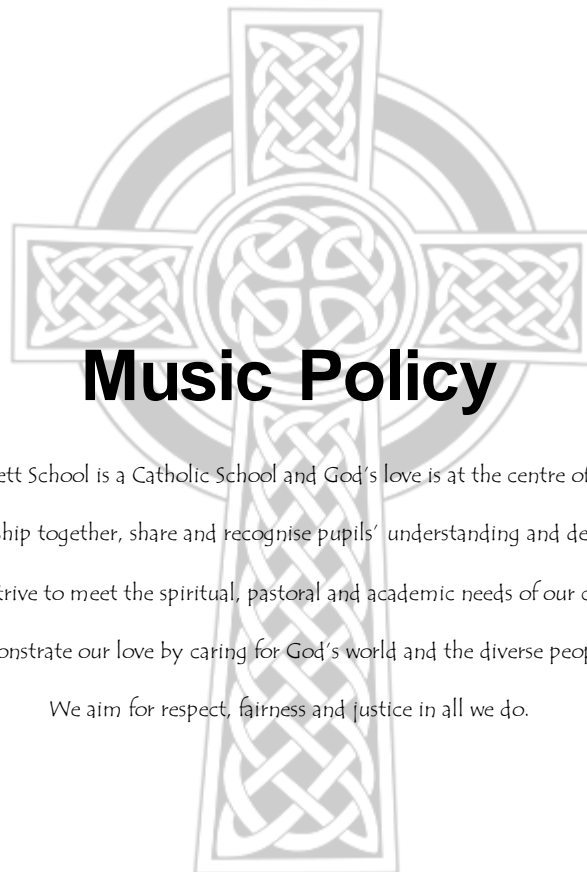 Music Policy
ett School is a Catholic School and God's love is at the centre of
ship together, share and recognise pupils' understanding and de
trive to meet the spiritual, pastoral and academic needs of our
onstrate our love by caring for God's world and the diverse peop
We aim for respect, fairness and justice in all we do.